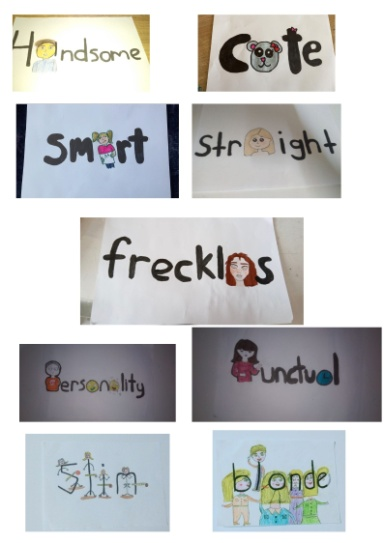 Handsome
Cute
smart
straight
freckles
Personality
Punctual
Slim
blonde